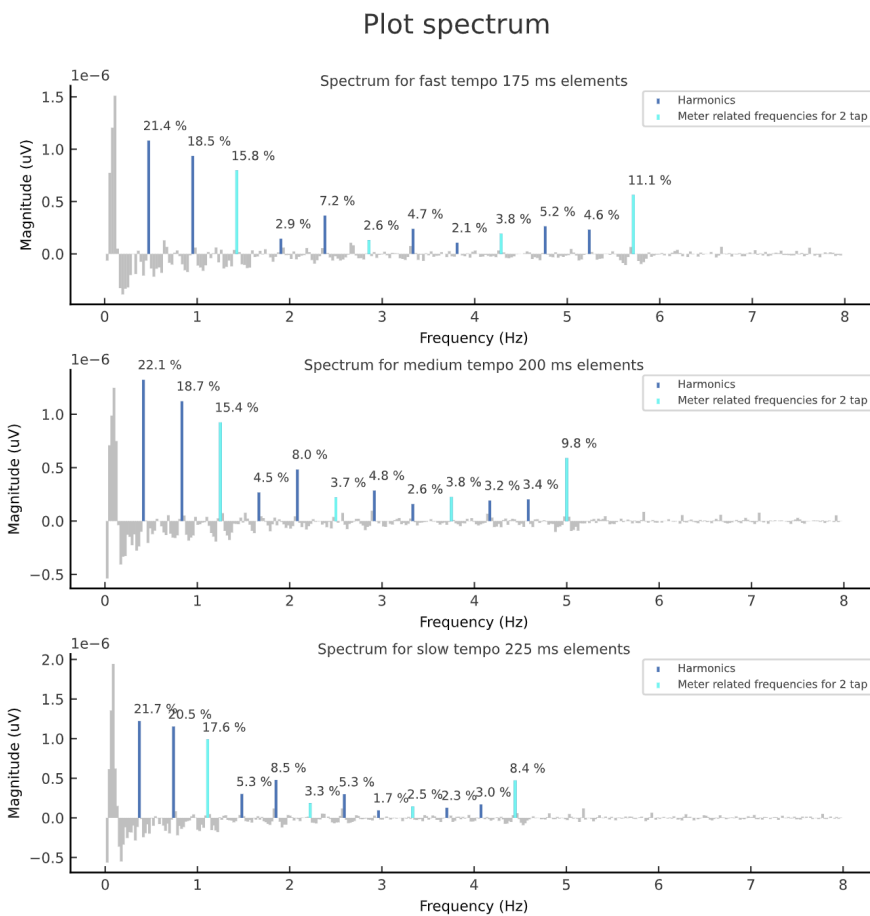 Plot spectrum
1e−6
Spectrum for fast tempo 175 ms elements
Harmonics
Meter related frequencies for 2 tap
Magnitude (uV)
1.5
1.0
0.5
0.0
21.4 %
18.5 %
15.8 %
2.9 %
7.2 %
2.6 %
4.7 %
2.1 %
3.8 %
5.2 %
4.6 %
11.1 %
0 1 2 3 4 5 6 7 8
Frequency (Hz)
1e−6
Spectrum for medium tempo 200 ms elements
Harmonics
Meter related frequencies for 2 tap
Magnitude (uV)
1.0
0.5
0.0
−0.5
22.1 %
18.7 %
15.4 %
4.5 %
8.0 %
3.7 %
4.8 %
2.6 %
3.8 %
3.2 %
3.4 %
9.8 %
0 1 2 3 4 5 6 7 8
Frequency (Hz)
1e−6
Spectrum for slow tempo 225 ms elements
Harmonics
Meter related frequencies for 2 tap
Magnitude (uV)
2.0
1.5
1.0
0.5
0.0
−0.5
21.7 %
20.5 %
17.6 %
5.3 %
8.5 %
3.3 %
5.3 %
1.7 %
2.5 %
2.3 %
3.0 %
8.4 %
0 1 2 3 4 5 6 7 8
Frequency (Hz)